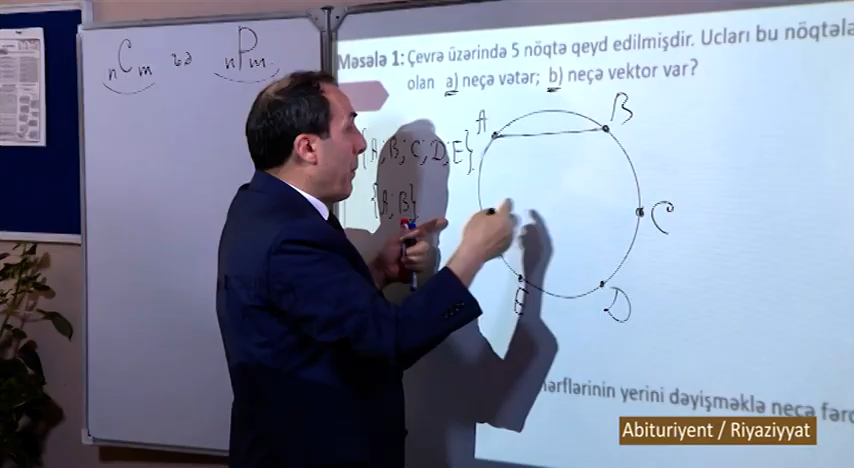 nCm və nPm
Məsələ 1: Çevrə üzərində 5 nöqtə qeyd edilmişdir. Ucları bu nöqtələ
olan a) neçə vətər; b) neçə vektor var?
A B
{A; B; C; D; E}
{A; B}
C
E D
hərflərinin yerini dəyişməklə neçə fərq
Abituriyent / Riyaziyyat